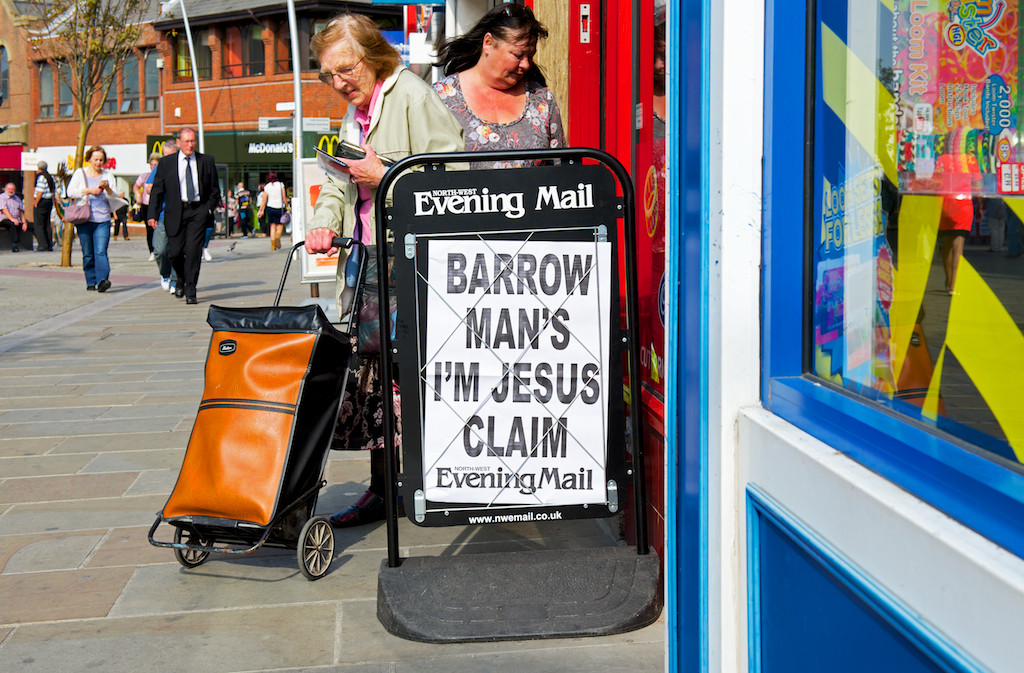 McDonald's
NORTH-WEST
Evening Mail
BARROW
MAN'S
I'M JESUS
CLAIM
NORTH-WEST
Evening Mail
www.nwemail.co.uk
Loom Kit
2,000